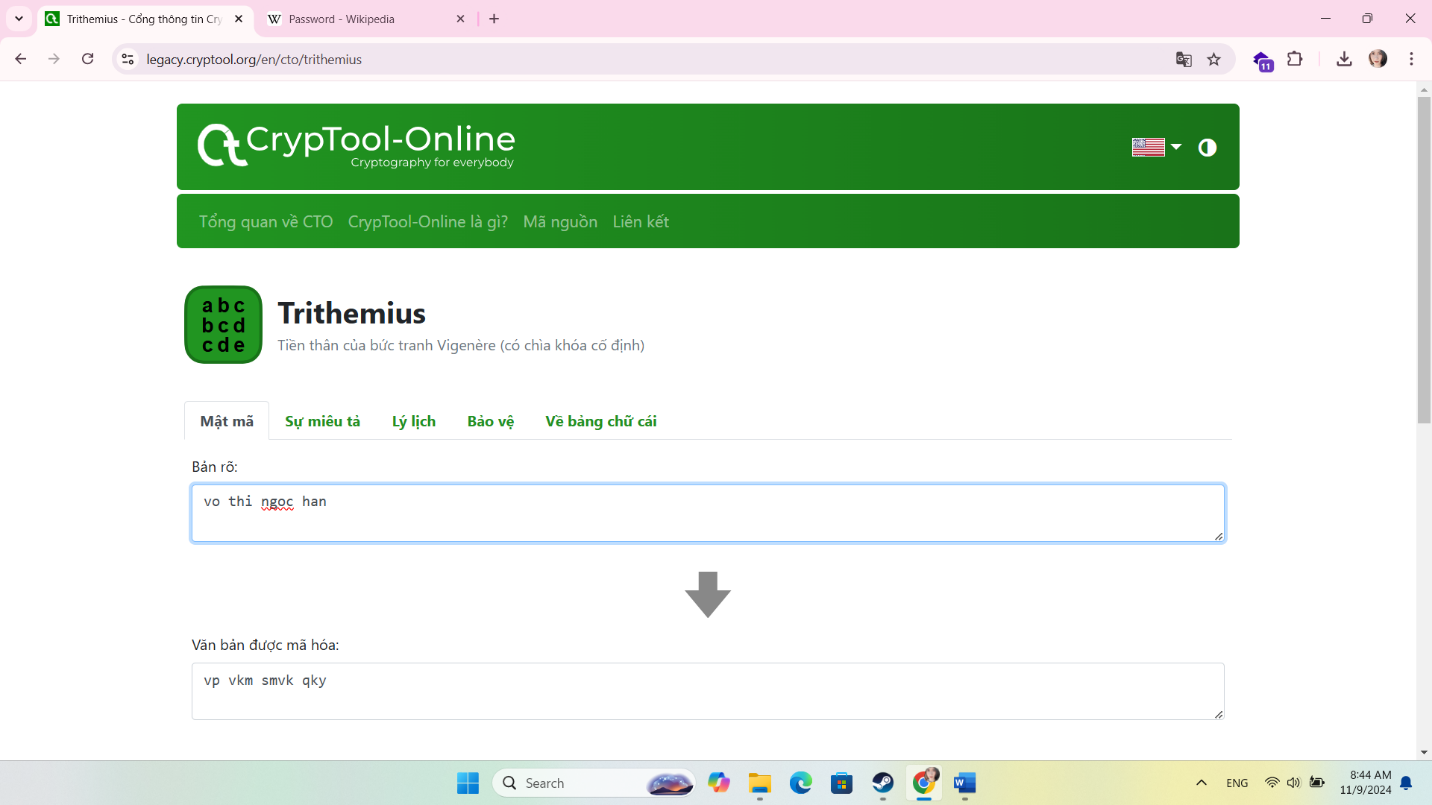 Trithemius - Cổng thông tin Cry
Password - Wikipedia
legacy.cryptool.org/en/cto/trithemius
11
CrypTool-Online
Cryptography for everybody
Tổng quan về CTO CrypTool-Online là gì? Mã nguồn Liên kết
abc
bcd
cde
Trithemius
Tiền thân của bức tranh Vigenère (có chìa khóa cố định)
Mật mã Sự miêu tả Lý lịch Bảo vệ Về bảng chữ cái
Bản rõ:
vo thi ngoc han
Văn bản được mã hóa:
vp vkm smvk qky
Search
ENG
8:44 AM
11/9/2024